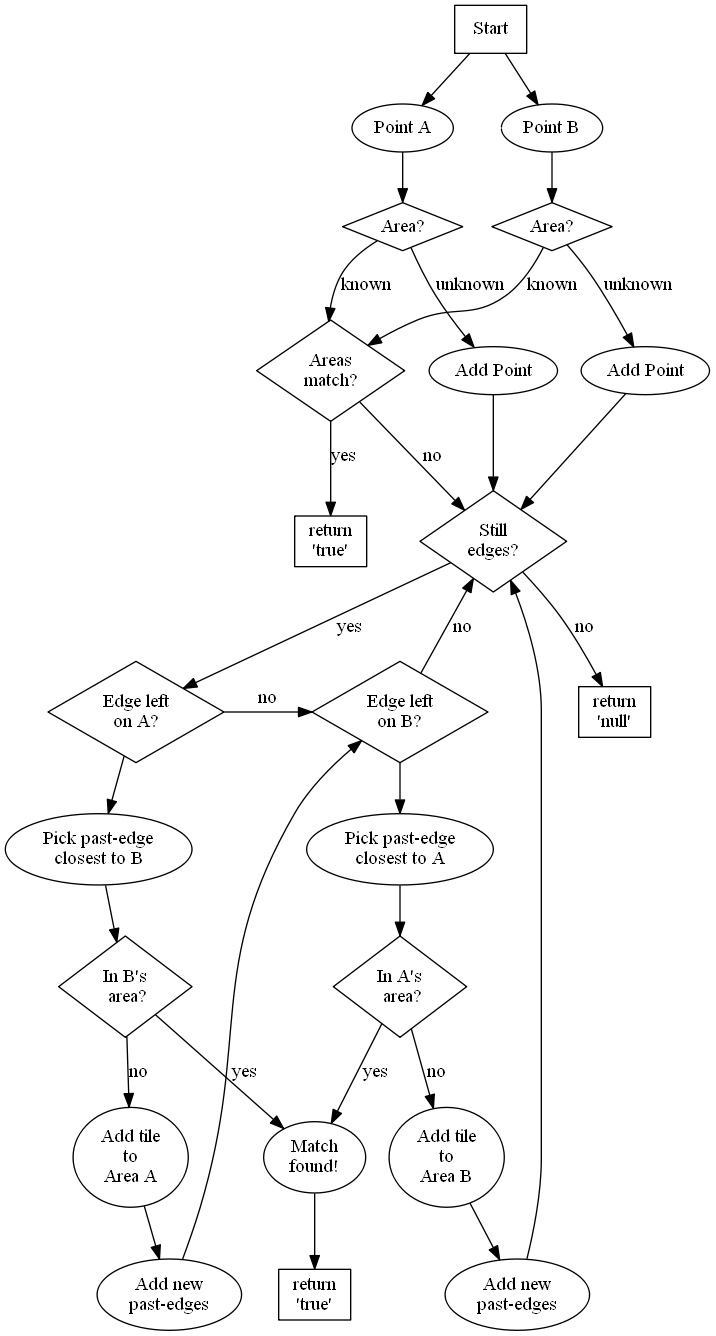 Start
Point A
Point B
Area?
Area?
known
unknown
known
unknown
Areas
match?
Add Point
Add Point
yes
no
return
'true'
Still
edges?
yes
no
no
Edge left
on A?
no
Edge left
on B?
return
'null'
Pick past-edge
closest to B
Pick past-edge
closest to A
In B's
area?
In A's
area?
no
yes
yes
no
Add tile
to
Area A
Match
found!
Add tile
to
Area B
Add new
past-edges
return
'true'
Add new
past-edges